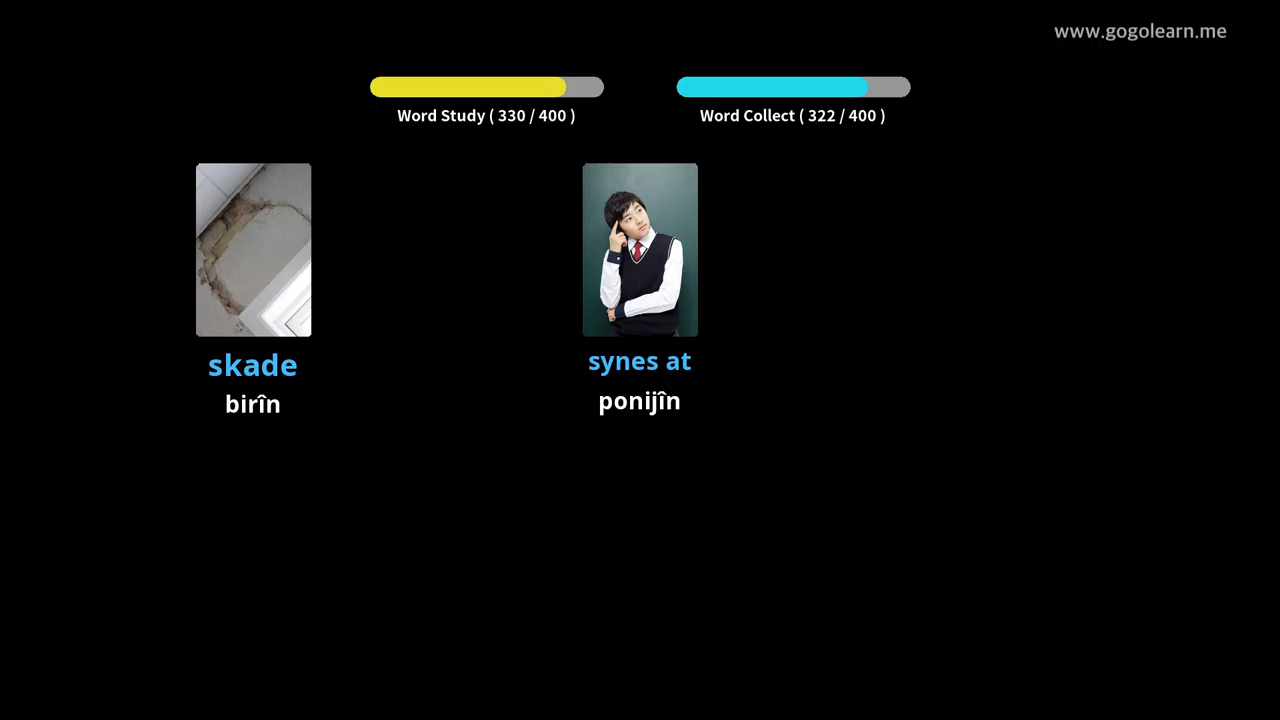 www.gogolearn.me
Word Study ( 330 / 400 )
Word Collect ( 322 / 400 )
skade
birîn
synes at
ponijîn